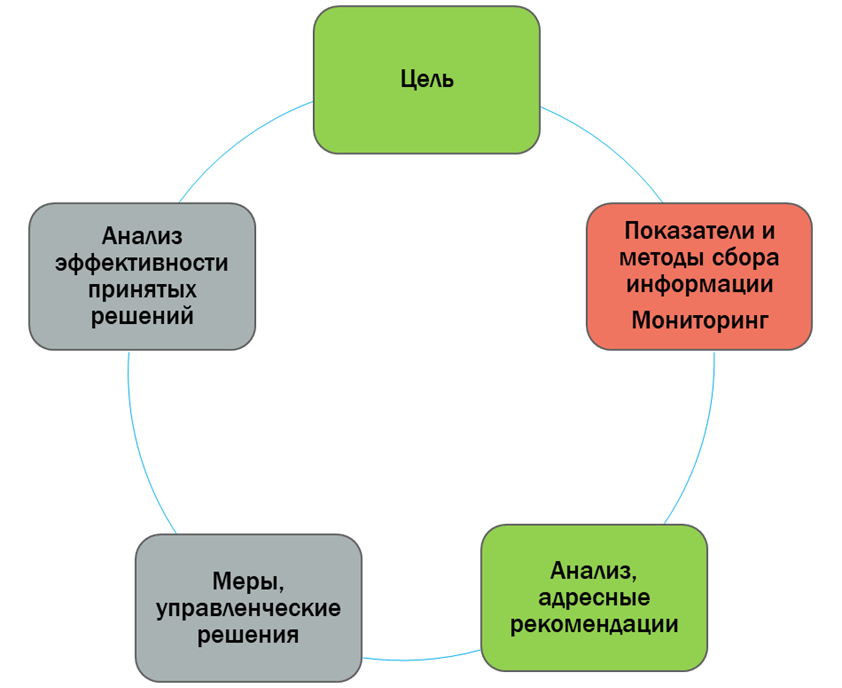 Цель
Показатели и
методы сбора
информации
Мониторинг
Анализ,
адресные
рекомендации
Меры,
управленческие
решения
Анализ
эффективности
принятых
решений